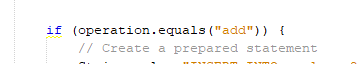 if (operation.equals("add")) {
// Create a prepared statement